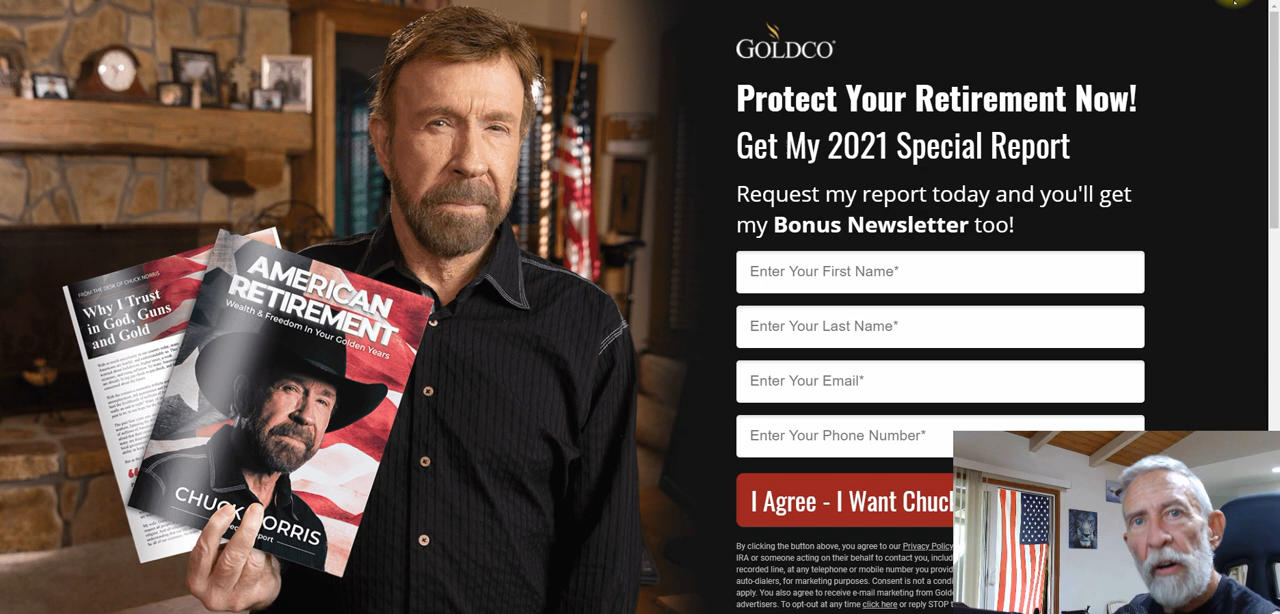 GOLDCO
Protect Your Retirement Now!
Get My 2021 Special Report
Request my report today and you'll get
my Bonus Newsletter too!
Enter Your First Name*
Enter Your Last Name*
Enter Your Email*
Enter Your Phone Number*
I Agree - I Want Chuc
By clicking the button above, you agree to our Privacy Policy
IRA or someone acting on their behalf to contact you, includ
recorded line, at any telephone or mobile number you provid
auto-dialers, for marketing purposes. Consent is not a condi
apply. You also agree to receive e-mail marketing from Gold
advertisers. To opt-out at any time click here or reply STOP
FROM THE DESK OF CHUCK NORRIS
Why I Trust
in God, Guns
and Gold
AMERICAN
RETIREMENT
Wealth & Freedom In Your Golden Years
CHUCK NORRIS